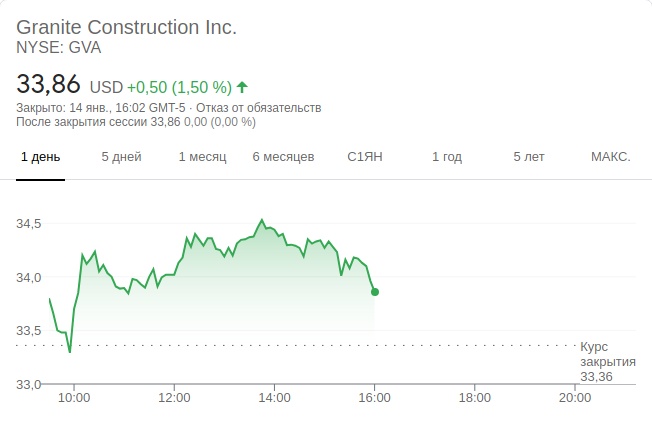 Granite Construction Inc.
NYSE: GVA
33,86 USD +0,50 (1,50 %)
Закрыто: 14 янв., 16:02 GMT-5 · Отказ от обязательств
После закрытия сессии 33,86 0,00 (0,00 %)
1 день 5 дней 1 месяц 6 месяцев С1ЯН 1 год 5 лет МАКС.
34,5
34,0
33,5
Курс
закрытия
33,36
33,0
10:00 12:00 14:00 16:00 18:00 20:00